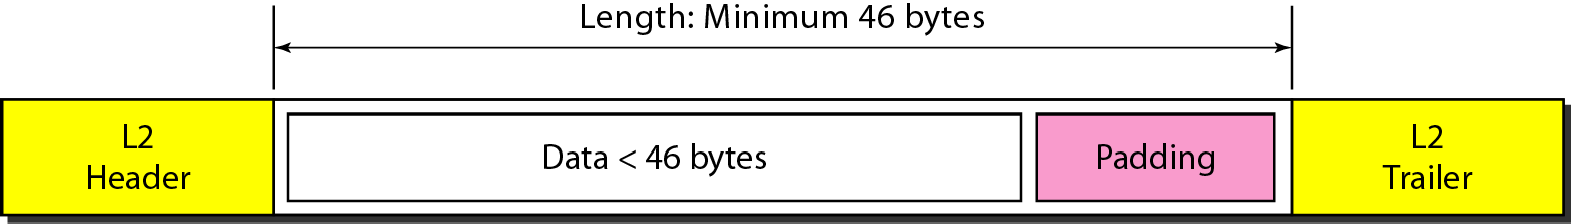 Length: Minimum 46 bytes
L2
Header
Data < 46 bytes
Padding
L2
Trailer